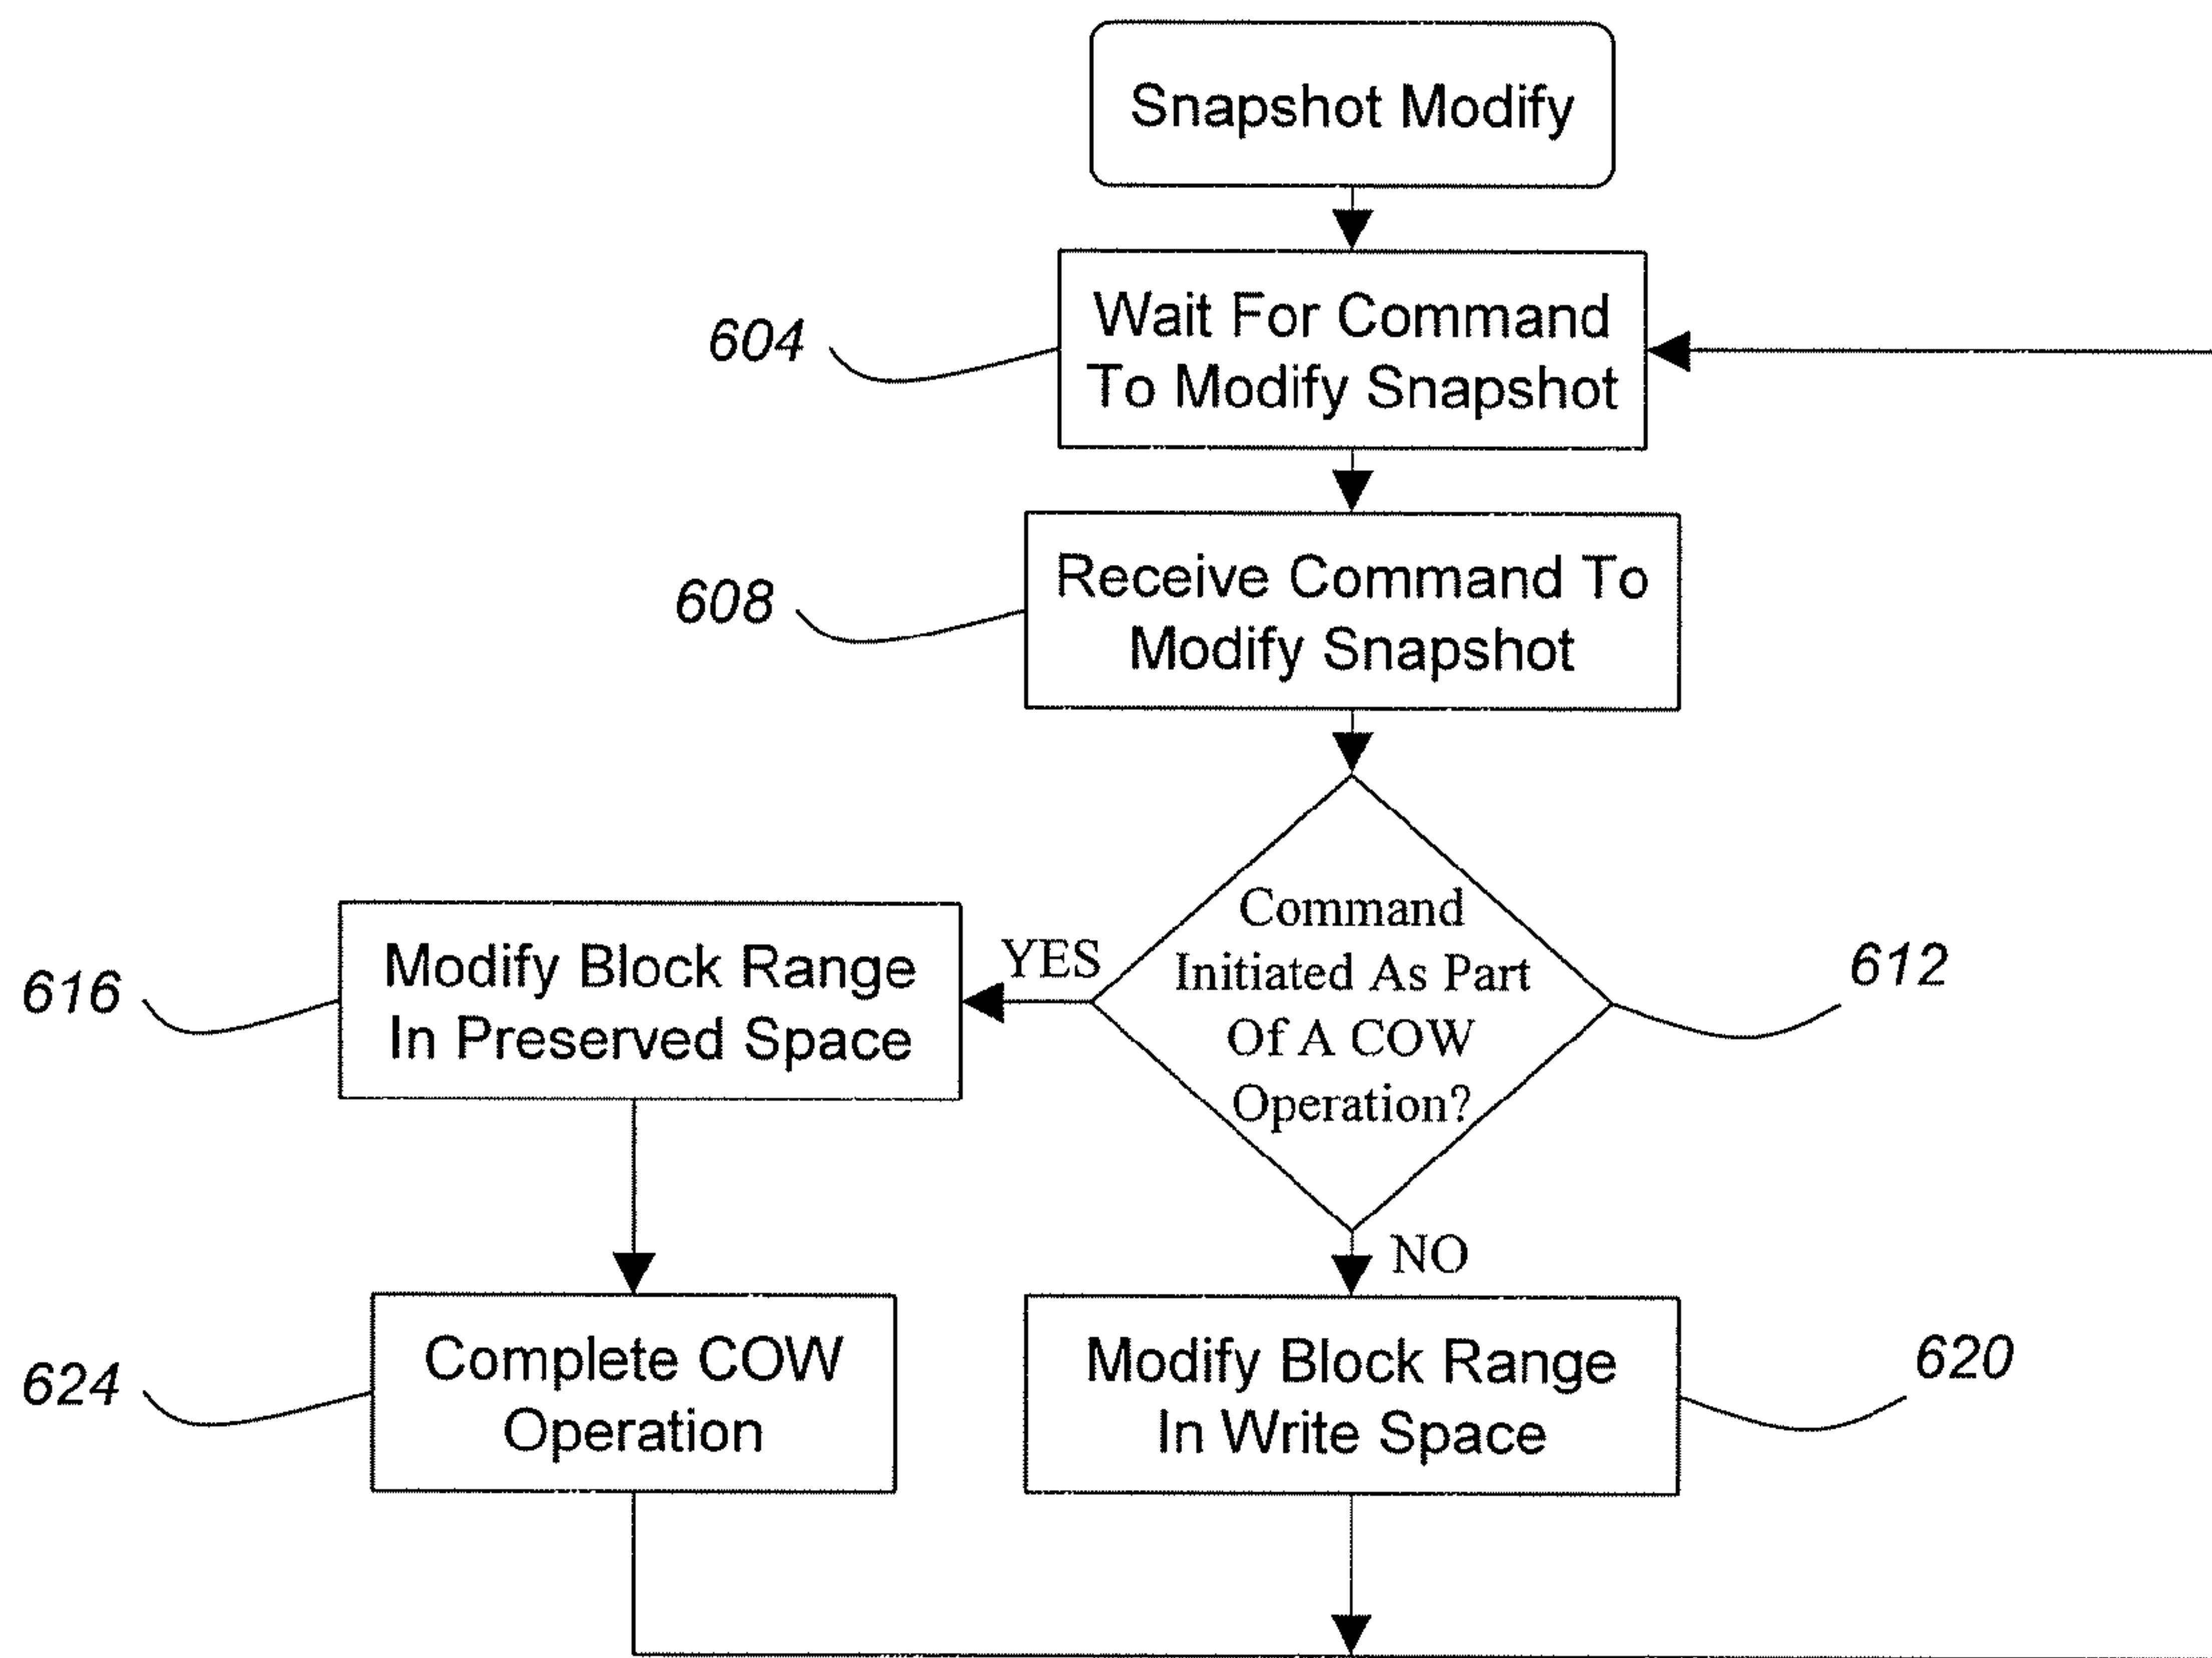 Snapshot Modify
604
Wait For Command
To Modify Snapshot
608
Receive Command To
Modify Snapshot
612
Command
Initiated As Part
Of A COW
Operation?
YES
616
Modify Block Range
In Preserved Space
NO
624
Complete COW
Operation
620
Modify Block Range
In Write Space